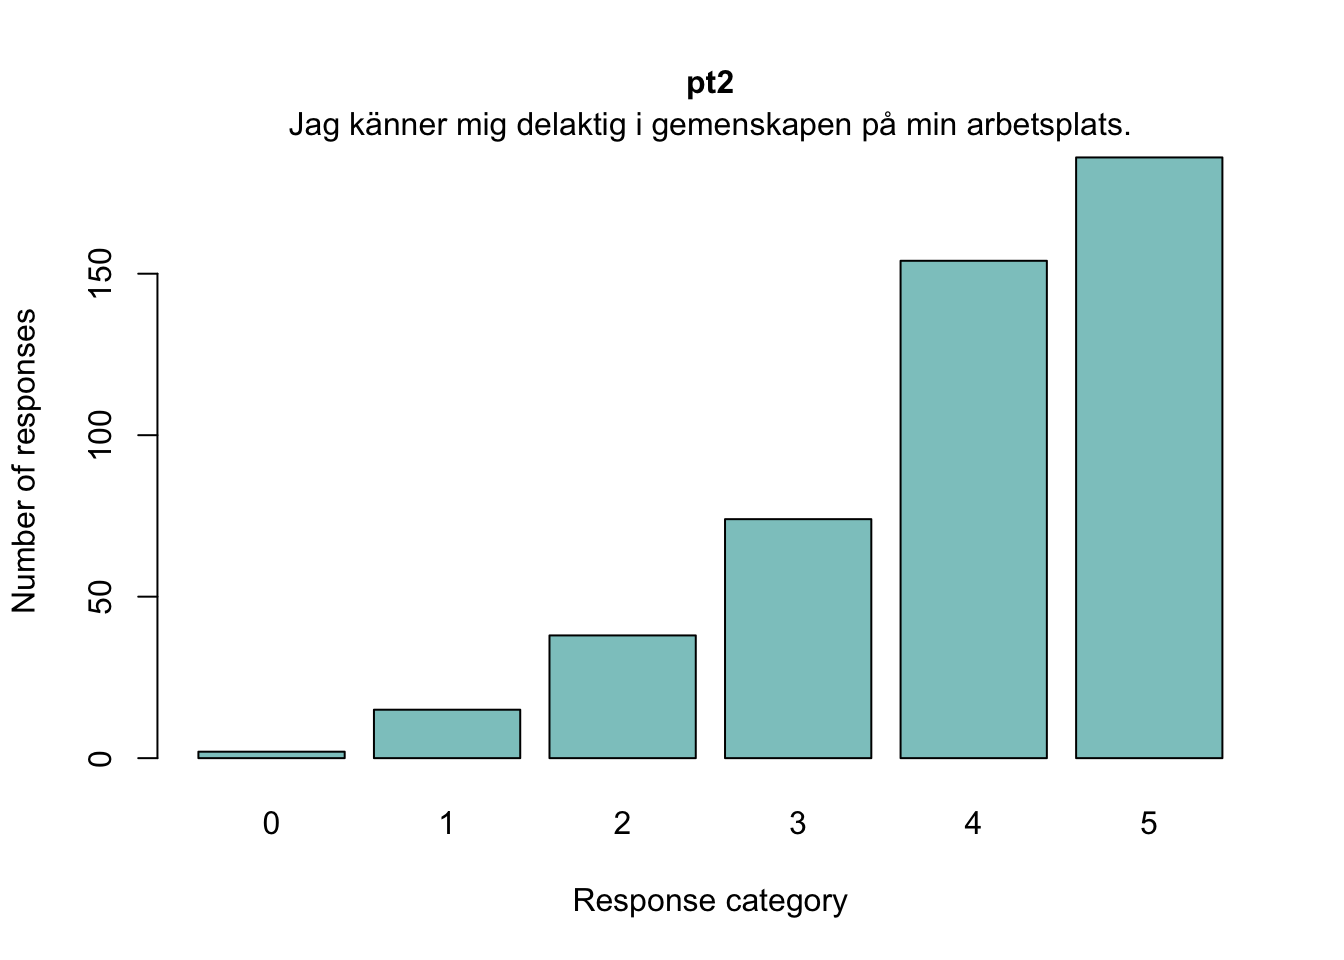 pt2
Jag känner mig delaktig i gemenskapen på min arbetsplats.
Number of responses
150
100
50
0
0 1 2 3 4 5
Response category